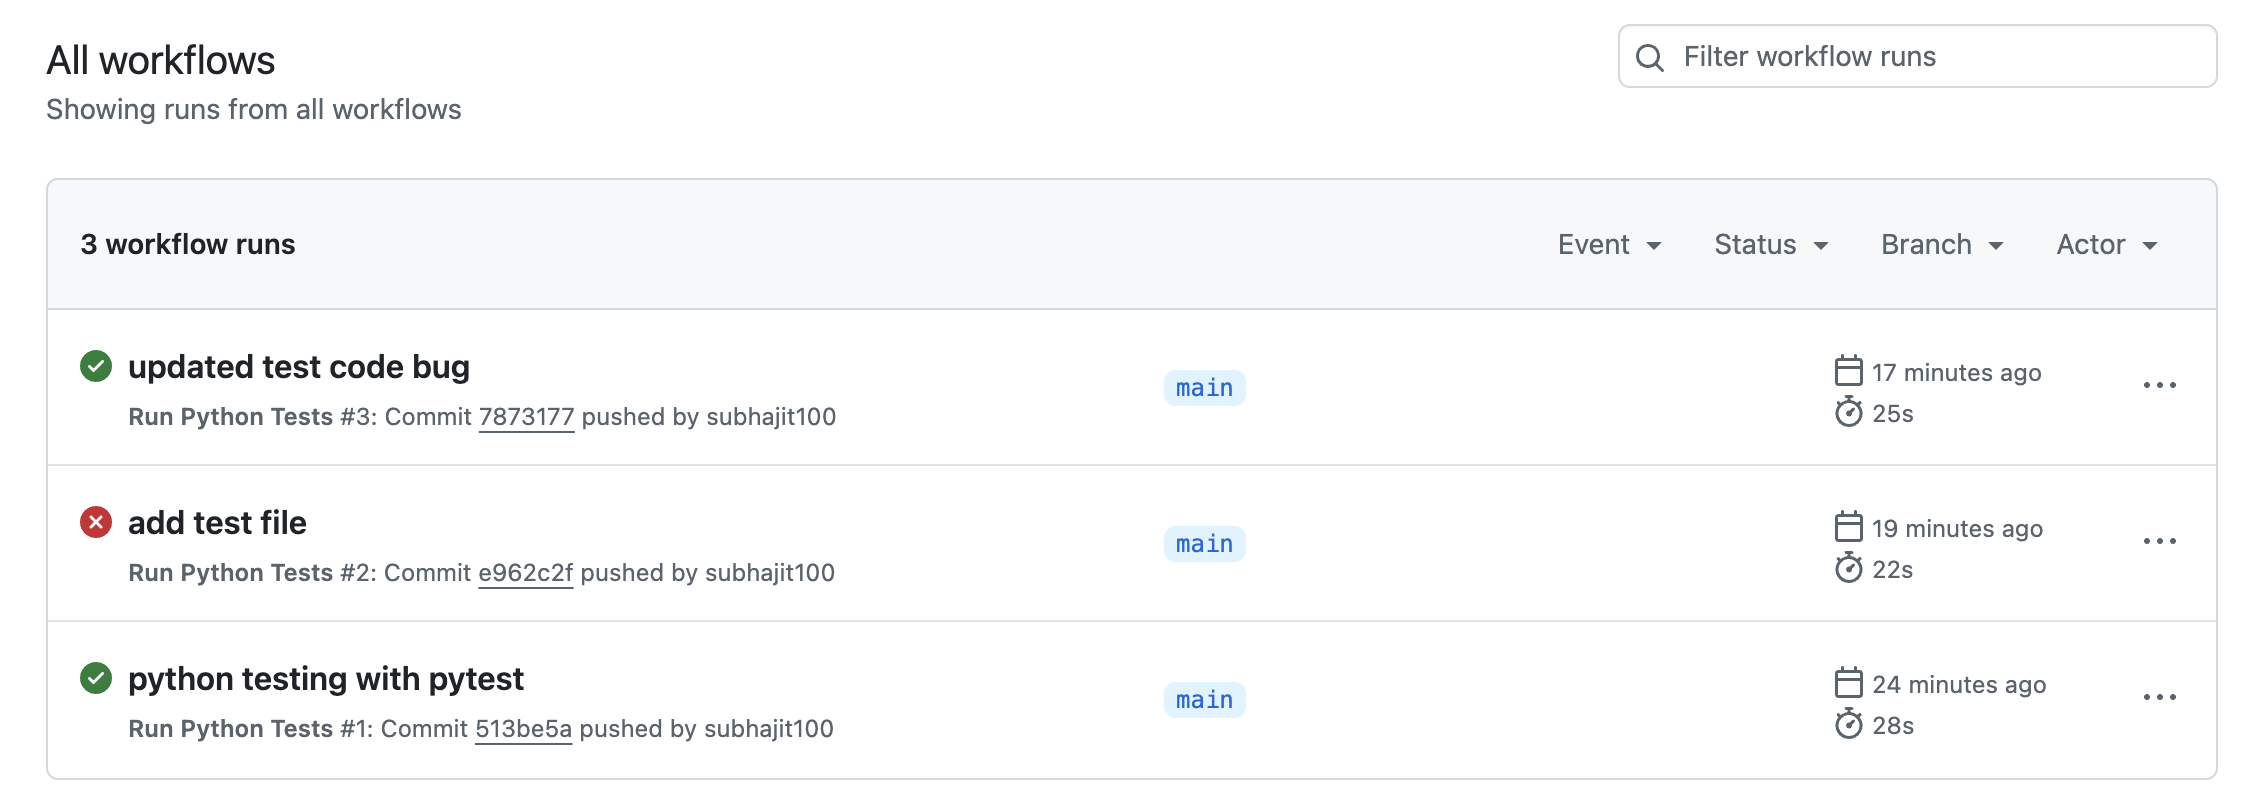 All workflows
Filter workflow runs
Showing runs from all workflows
3 workflow runs
Event
Status
Branch
Actor
updated test code bug
Run Python Tests #3: Commit 7873177 pushed by subhajit100
main
17 minutes ago
25s
add test file
Run Python Tests #2: Commit e962c2f pushed by subhajit100
main
19 minutes ago
22s
python testing with pytest
Run Python Tests #1: Commit 513be5a pushed by subhajit100
main
24 minutes ago
28s